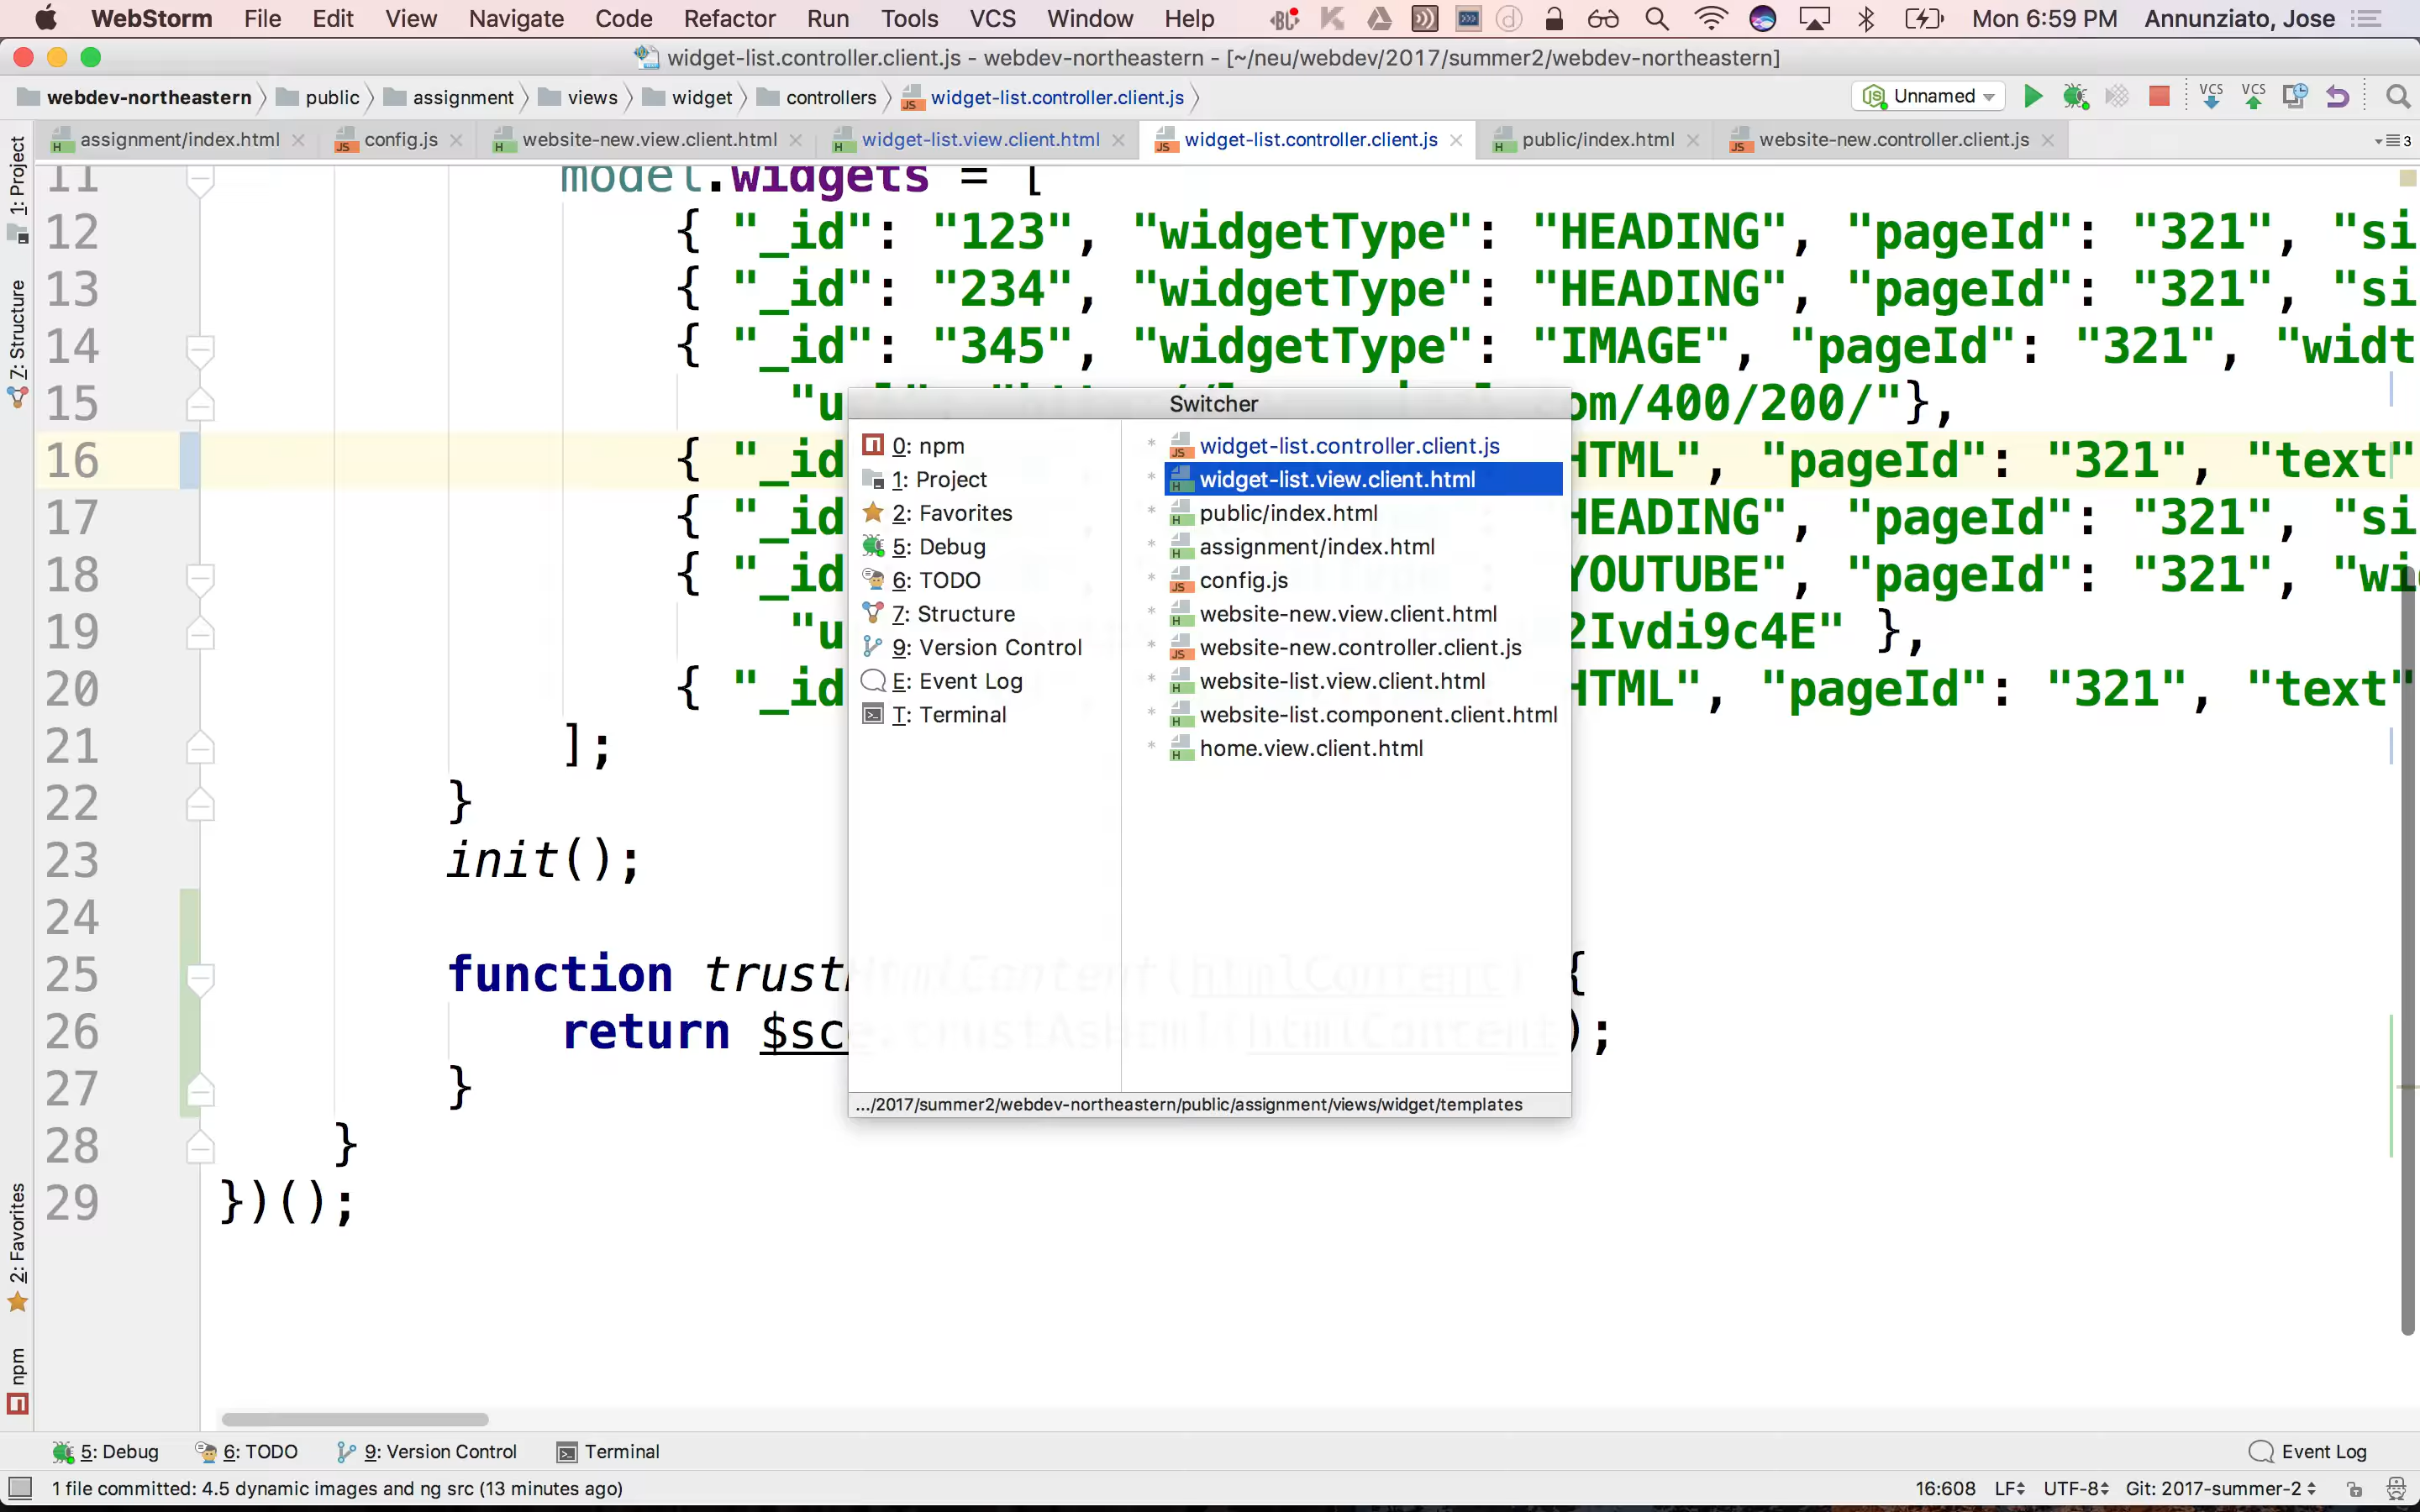 WebStorm File Edit View Navigate Code Refactor Run Tools VCS Window Help Mon 6:59 PM Annunziato, Jose
widget-list.controller.client.js - webdev-northeastern - [~/neu/webdev/2017/summer2/webdev-northeastern]
webdev-northeastern public assignment views widget controllers widget-list.controller.client.js Unnamed VCS VCS
assignment/index.html config.js website-new.view.client.html widget-list.view.client.html widget-list.controller.client.js public/index.html website-new.controller.client.js 3
1: Project
7: Structure
2: Favorites
npm
11 model.widgets = [
12 { "_id": "123", "widgetType": "HEADING", "pageId": "321", "si
13 { "_id": "234", "widgetType": "HEADING", "pageId": "321", "si
14 { "_id": "345", "widgetType": "IMAGE", "pageId": "321", "widt
15 "u om/400/200/"},
16 { "_id HTML", "pageId": "321", "text"
17 { "_id HEADING", "pageId": "321", "si
18 { "_id YOUTUBE", "pageId": "321", "wi
19 "u 2Ivdi9c4E" },
20 { "_id HTML", "pageId": "321", "text"
21 ];
22 }
23 init();
24
25 function trustHtmlContent(htmlContent) {
26 return $sce.trustAsHtml(htmlContent);
27 }
28 }
29 })();
Switcher
0: npm
1: Project
2: Favorites
5: Debug
6: TODO
7: Structure
9: Version Control
E: Event Log
T: Terminal
* widget-list.controller.client.js
* widget-list.view.client.html
* public/index.html
* assignment/index.html
* config.js
* website-new.view.client.html
* website-new.controller.client.js
* website-list.view.client.html
* website-list.component.client.html
* home.view.client.html
.../2017/summer2/webdev-northeastern/public/assignment/views/widget/templates
5: Debug 6: TODO 9: Version Control Terminal Event Log
1 file committed: 4.5 dynamic images and ng src (13 minutes ago) 16:608 LF UTF-8 Git: 2017-summer-2